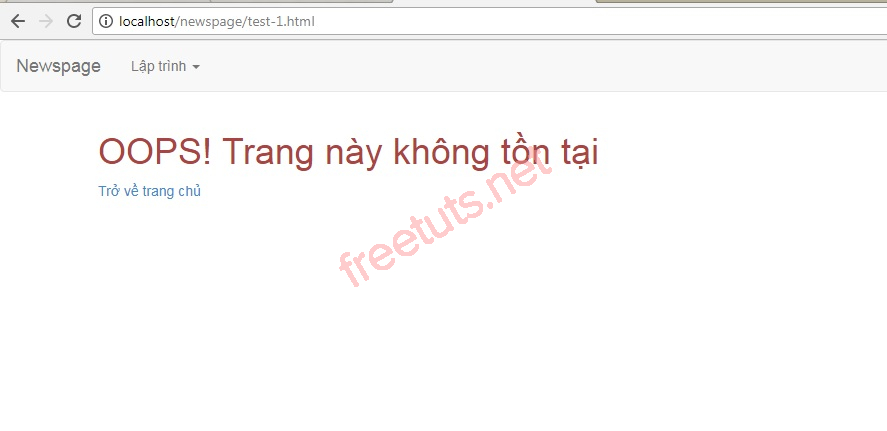 localhost/newspage/test-1.html
Newspage Lập trình
OOPS! Trang này không tồn tại
Trở về trang chủ
freetuts.net